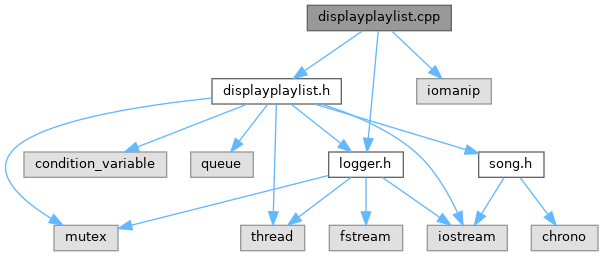 displayplaylist.cpp
displayplaylist.h
iomanip
condition_variable
queue
logger.h
song.h
mutex
thread
fstream
iostream
chrono